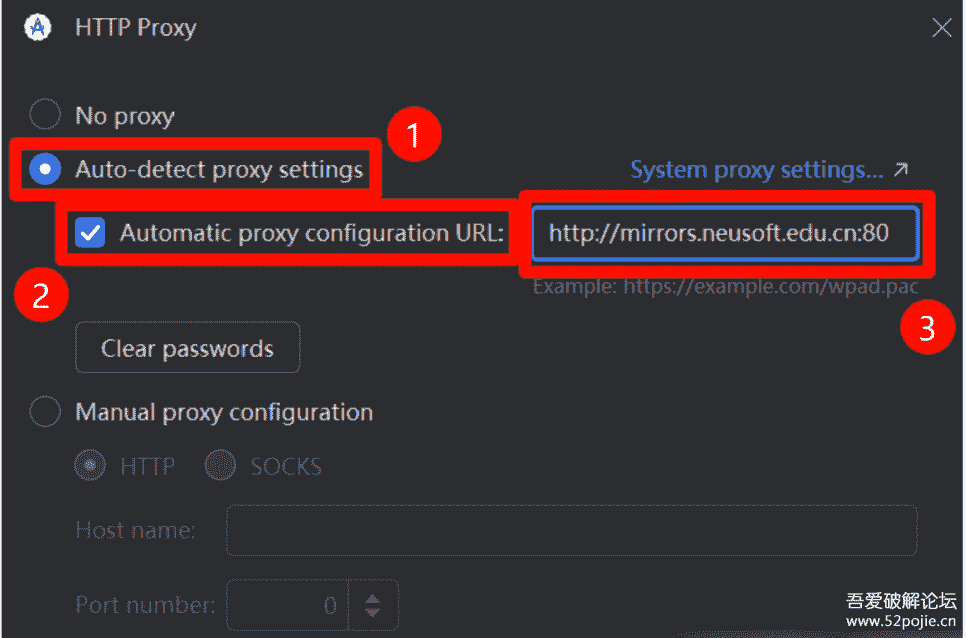 HTTP Proxy
No proxy
1
Auto-detect proxy settings
System proxy settings...
Automatic proxy configuration URL:
http://mirrors.neusoft.edu.cn:80
2
Example: https://example.com/wpad.pac
3
Clear passwords
Manual proxy configuration
HTTP
SOCKS
Host name:
Port number:
0
吾爱破解论坛
www.52pojie.cn